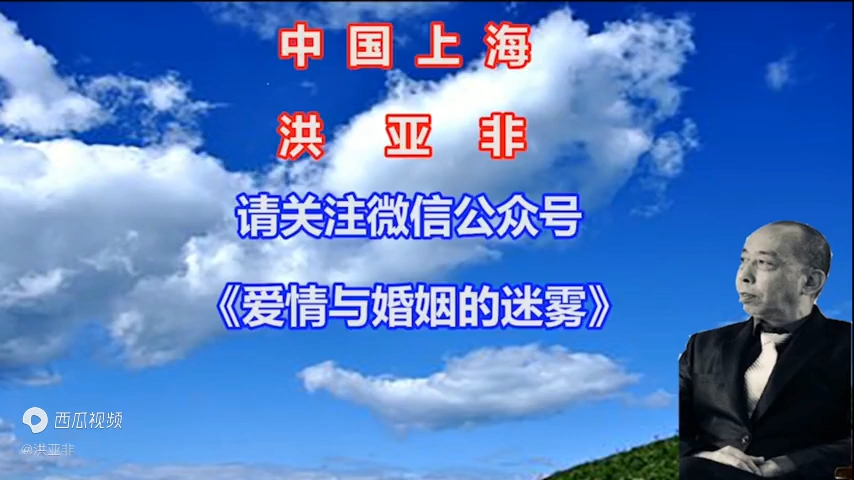 中国上海
洪亚非
请关注微信公众号
《爱情与婚姻的迷雾》
西瓜视频
@洪亚非